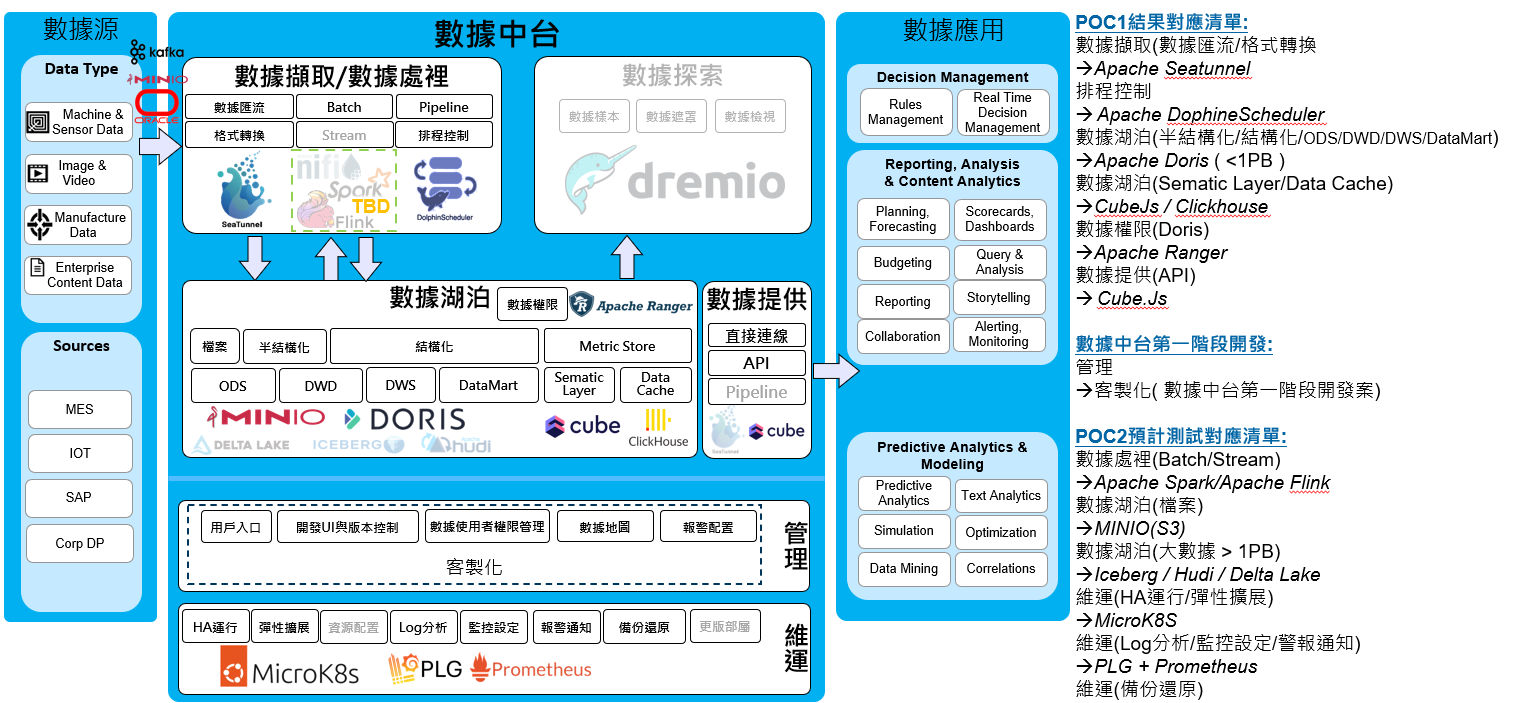 數據源
Data Type
kafka
MINIO
ORACLE
Machine &
Sensor Data
Image &
Video
Manufacture
Data
Enterprise
Content Data
Sources
MES
IOT
SAP
Corp DP
數據中台
數據擷取/數據處裡
數據匯流
Batch
Pipeline
格式轉換
Stream
排程控制
SeaTunnel
nifi
Spark
TBD
Flink
DolphinScheduler
數據探索
數據樣本
數據遮罩
數據檢視
dremio
數據湖泊
數據權限
Apache Ranger
檔案
半結構化
結構化
Metric Store
ODS
DWD
DWS
DataMart
Sematic
Layer
Data
Cache
MINIO
DORIS
cube
ClickHouse
DELTA LAKE
ICEBERG
hudi
數據提供
直接連線
API
Pipeline
SeaTunnel
cube
用戶入口
開發UI與版本控制
數據使用者權限管理
數據地圖
報警配置
客製化
管理
HA運行
彈性擴展
資源配置
Log分析
監控設定
報警通知
備份還原
更版部屬
維運
MicroK8s
PLG
Prometheus
數據應用
Decision Management
Rules
Management
Real Time
Decision
Management
Reporting, Analysis
& Content Analytics
Planning,
Forecasting
Scorecards,
Dashboards
Budgeting
Query &
Analysis
Reporting
Storytelling
Collaboration
Alerting,
Monitoring
Predictive Analytics &
Modeling
Predictive
Analytics
Text Analytics
Simulation
Optimization
Data Mining
Correlations
POC1結果對應清單:
數據擷取(數據匯流/格式轉換
→Apache Seatunnel
排程控制
→ Apache DophineScheduler
數據湖泊(半結構化/結構化/ODS/DWD/DWS/DataMart)
→Apache Doris ( <1PB )
數據湖泊(Sematic Layer/Data Cache)
→CubeJs / Clickhouse
數據權限(Doris)
→Apache Ranger
數據提供(API)
→ Cube.Js
數據中台第一階段開發:
管理
→客製化( 數據中台第一階段開發案)
POC2預計測試對應清單:
數據處裡(Batch/Stream)
→Apache Spark/Apache Flink
數據湖泊(檔案)
→MINIO(S3)
數據湖泊(大數據 > 1PB)
→Iceberg / Hudi / Delta Lake
維運(HA運行/彈性擴展)
→MicroK8S
維運(Log分析/監控設定/警報通知)
→PLG + Prometheus
維運(備份還原)